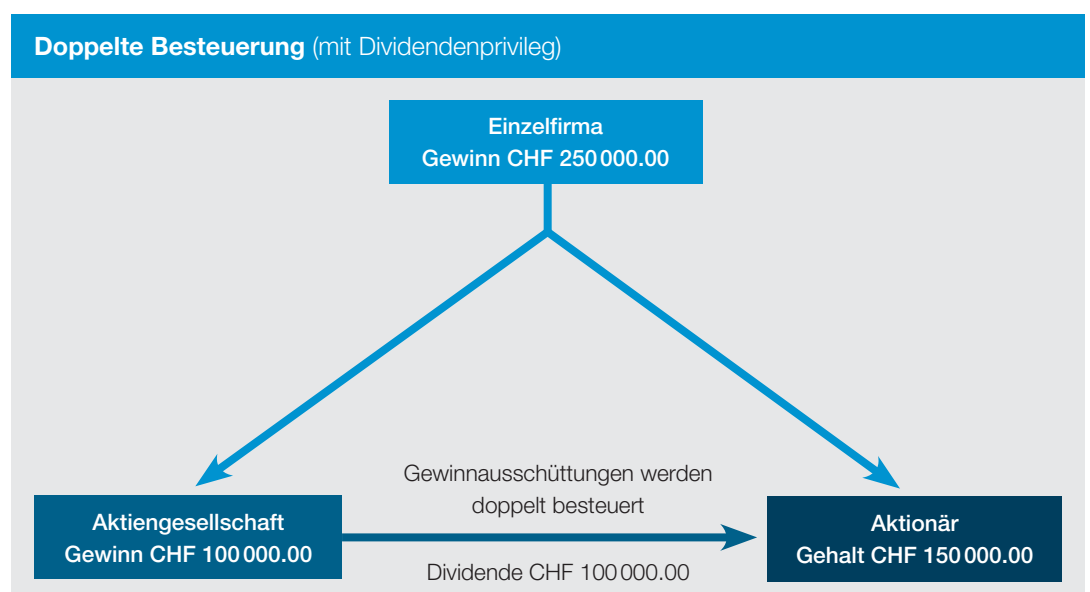 Doppelte Besteuerung (mit Dividendenprivileg)
Einzelfirma
Gewinn CHF 250 000.00
Gewinnausschüttungen werden
doppelt besteuert
Aktiengesellschaft
Gewinn CHF 100 000.00
Dividende CHF 100 000.00
Aktionär
Gehalt CHF 150 000.00